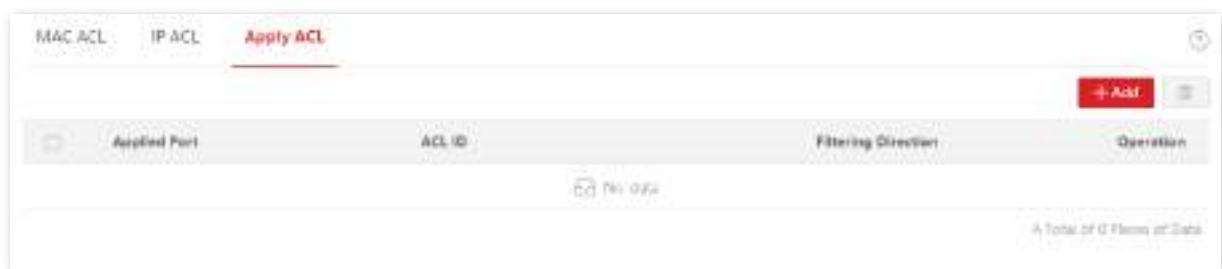 MAC ACL IP ACL Apply ACL
+ Add
Applied Port ACL ID Filtering Direction Operation
No data
A Total of 0 Items of Data